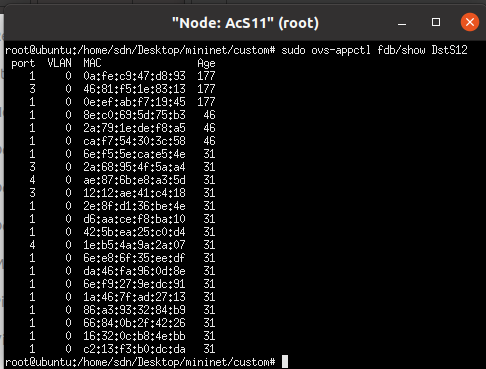 "Node: AcS11" (root)
root@ubuntu:/home/sdn/Desktop/mininet/custom# sudo ovs-appctl fdb/show DstS12
port VLAN MAC Age
1 0 0a:fe:c9:47:d8:93 177
3 0 46:81:f5:1e:83:13 177
1 0 0e:ef:ab:f7:19:45 177
1 0 8e:c0:69:5d:75:b3 46
1 0 2a:79:1e:de:f8:a5 46
1 0 ca:f7:54:30:3c:58 46
1 0 6e:f5:5e:ca:e5:4e 31
3 0 2a:68:95:4f:5a:a4 31
4 0 ae:87:6b:e8:a3:5d 31
3 0 12:12:ae:41:c4:18 31
1 0 2e:8f:d1:36:be:4e 31
1 0 d6:aa:ce:f8:ba:10 31
1 0 42:5b:ea:25:c0:d4 31
4 0 1e:b5:4a:9a:2a:07 31
1 0 6e:e8:6f:35:ee:df 31
1 0 da:46:fa:96:0d:8e 31
1 0 6e:f9:27:9e:dc:91 31
1 0 1a:46:7f:ad:27:13 31
1 0 86:a3:93:32:84:b9 31
1 0 66:84:0b:2f:42:26 31
1 0 16:32:0c:b8:4e:bb 31
1 0 c2:13:f3:b0:dc:da 31
root@ubuntu:/home/sdn/Desktop/mininet/custom#